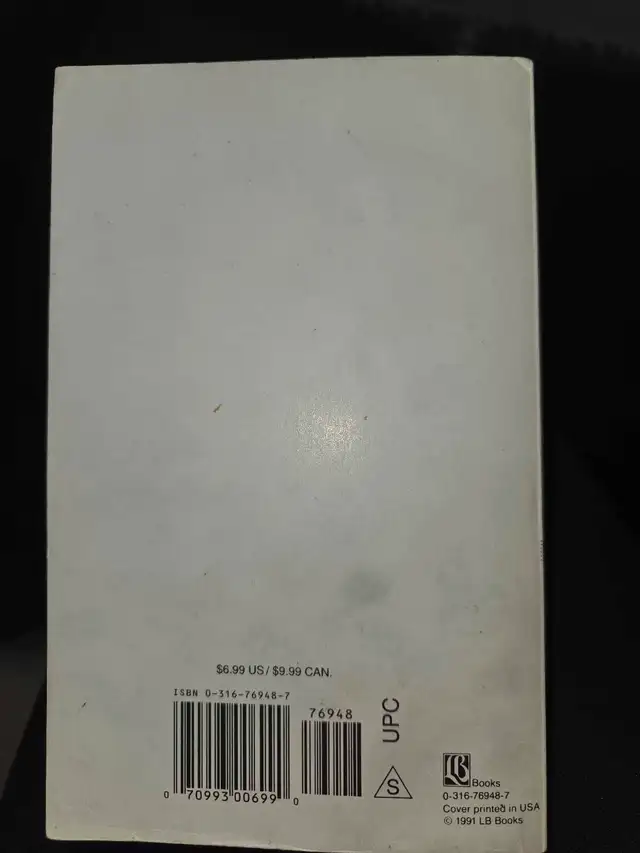 $6.99 US / $9.99 CAN.
ISBN 0-316-76948-7
76948
UPC
0 70993 00699 0
S
LB Books
0-316-76948-7
Cover printed in USA
© 1991 LB Books